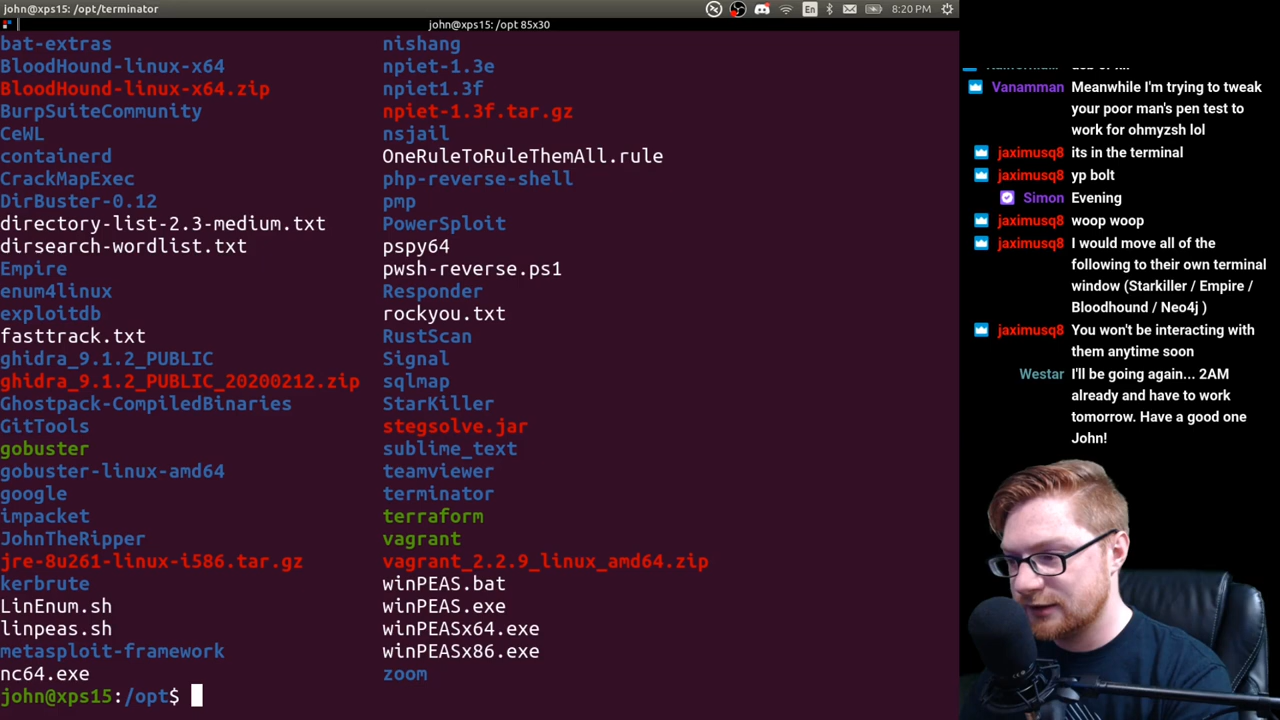 john@xps15: /opt/terminator
En
8:20 PM
john@xps15: /opt 85x30
bat-extras nishang
BloodHound-linux-x64 npiet-1.3e
BloodHound-linux-x64.zip npiet1.3f
BurpSuiteCommunity npiet-1.3f.tar.gz
CeWL nsjail
containerd OneRuleToRuleThemAll.rule
CrackMapExec php-reverse-shell
DirBuster-0.12 pmp
directory-list-2.3-medium.txt PowerSploit
dirsearch-wordlist.txt pspy64
Empire pwsh-reverse.ps1
enum4linux Responder
exploitdb rockyou.txt
fasttrack.txt RustScan
ghidra_9.1.2_PUBLIC Signal
ghidra_9.1.2_PUBLIC_20200212.zip sqlmap
Ghostpack-CompiledBinaries StarKiller
GitTools stegsolve.jar
gobuster sublime_text
gobuster-linux-amd64 teamviewer
google terminator
impacket terraform
JohnTheRipper vagrant
jre-8u261-linux-i586.tar.gz vagrant_2.2.9_linux_amd64.zip
kerbrute winPEAS.bat
LinEnum.sh winPEAS.exe
linpeas.sh winPEASx64.exe
metasploit-framework winPEASx86.exe
nc64.exe zoom
john@xps15:/opt$
Vanamman Meanwhile I'm trying to tweak
your poor man's pen test to
work for ohmyzsh lol
jaximusq8 its in the terminal
jaximusq8 yp bolt
Simon Evening
jaximusq8 woop woop
jaximusq8 I would move all of the
following to their own terminal
window (Starkiller / Empire /
Bloodhound / Neo4j )
jaximusq8 You won't be interacting with
them anytime soon
Westar I'll be going again... 2AM
already and have to work
tomorrow. Have a good one
John!